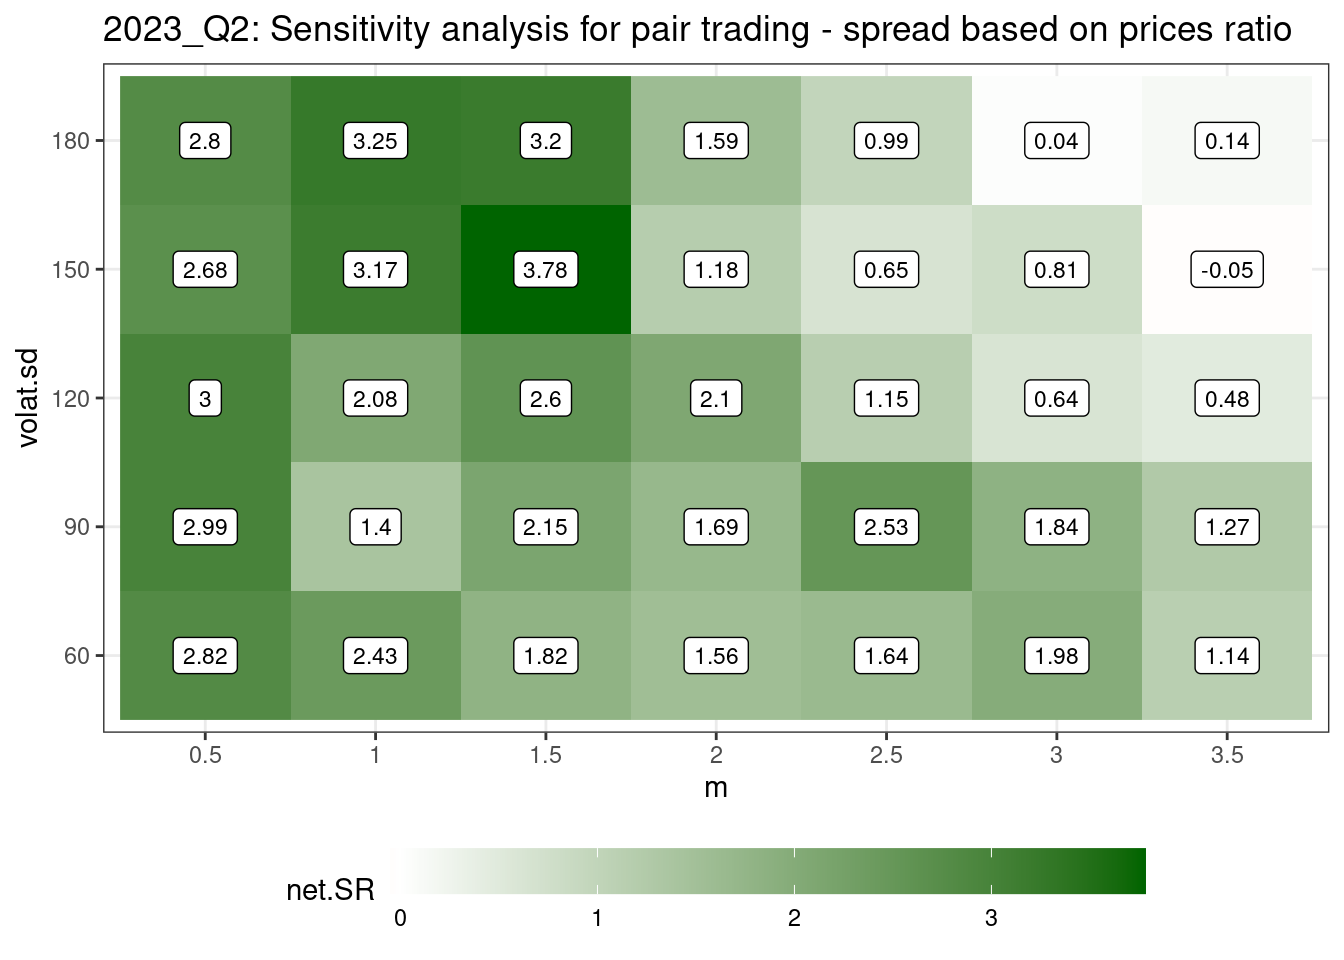 2023_Q2: Sensitivity analysis for pair trading - spread based on prices ratio
volat.sd
180 2.8 3.25 3.2 1.59 0.99 0.04 0.14
150 2.68 3.17 3.78 1.18 0.65 0.81 -0.05
120 3 2.08 2.6 2.1 1.15 0.64 0.48
90 2.99 1.4 2.15 1.69 2.53 1.84 1.27
60 2.82 2.43 1.82 1.56 1.64 1.98 1.14
0.5 1 1.5 2 2.5 3 3.5
m
net.SR
0 1 2 3